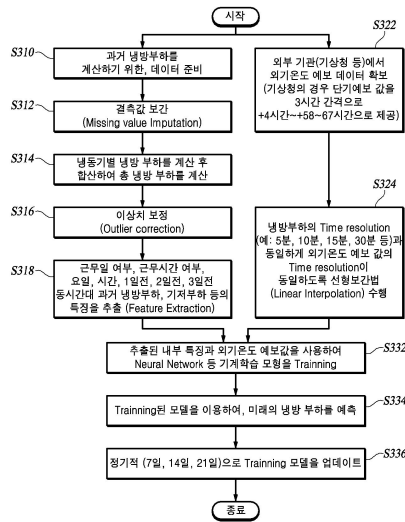 시작
S310
과거 냉방부하를
계산하기 위한, 데이터 준비
S312
결측값 보간
(Missing value Imputation)
S314
냉동기별 냉방 부하를 계산 후
합산하여 총 냉방 부하를 계산
S316
이상치 보정
(Outlier correction)
S318
근무일 여부, 근무시간 여부,
요일, 시간, 1일전, 2일전, 3일전
동시간대 과거 냉방부하, 기저부하 등의
특징을 추출 (Feature Extraction)
S322
외부 기관(기상청 등)에서
외기온도 예보 데이터 확보
(기상청의 경우 단기예보 값을
3시간 간격으로
+4시간~+58~67시간으로 제공)
S324
냉방부하의 Time resolution
(예: 5분, 10분, 15분, 30분 등)과
동일하게 외기온도 예보 값의
Time resolution이
동일하도록 선형보간법
(Linear Interpolation) 수행
S332
추출된 내부 특징과 외기온도 예보값을 사용하여
Neural Network 등 기계학습 모형을 Trainning
S334
Trainning된 모델을 이용하여, 미래의 냉방 부하를 예측
S336
정기적 (7일, 14일, 21일)으로 Trainning 모델을 업데이트
종료